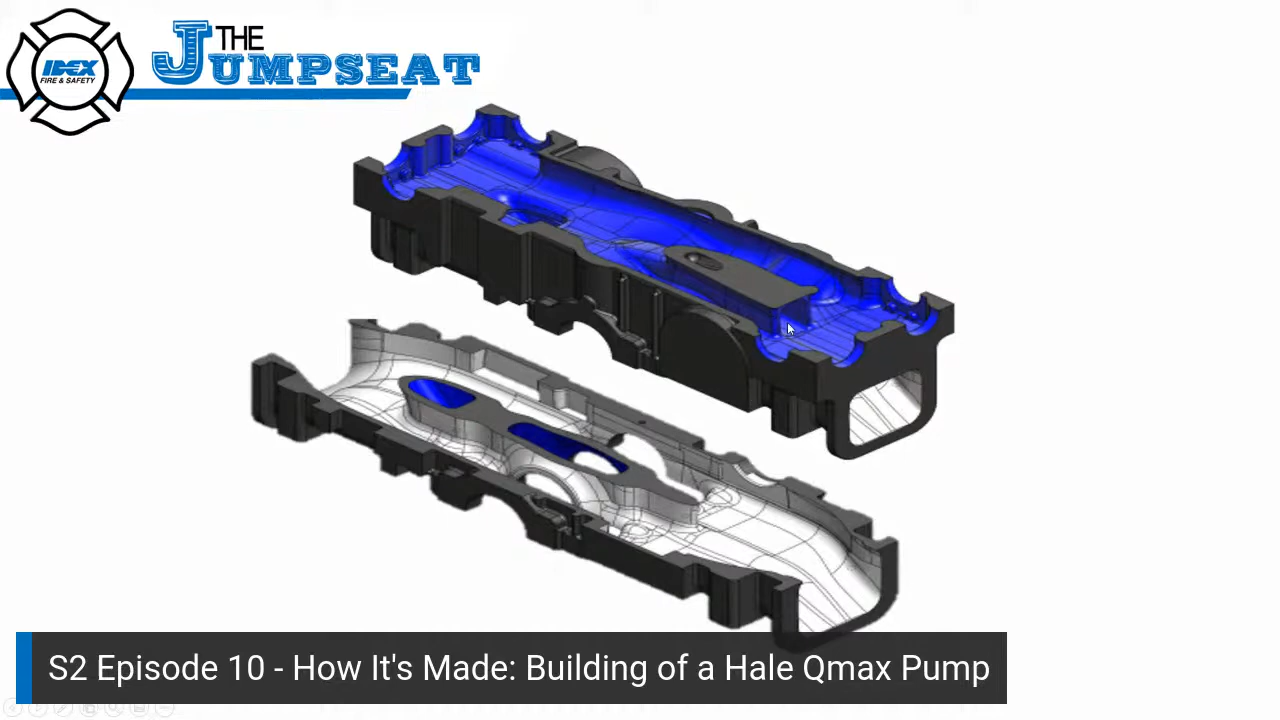 IDEX
FIRE & SAFETY
THE
JUMPSEAT
S2 Episode 10 - How It's Made: Building of a Hale Qmax Pump